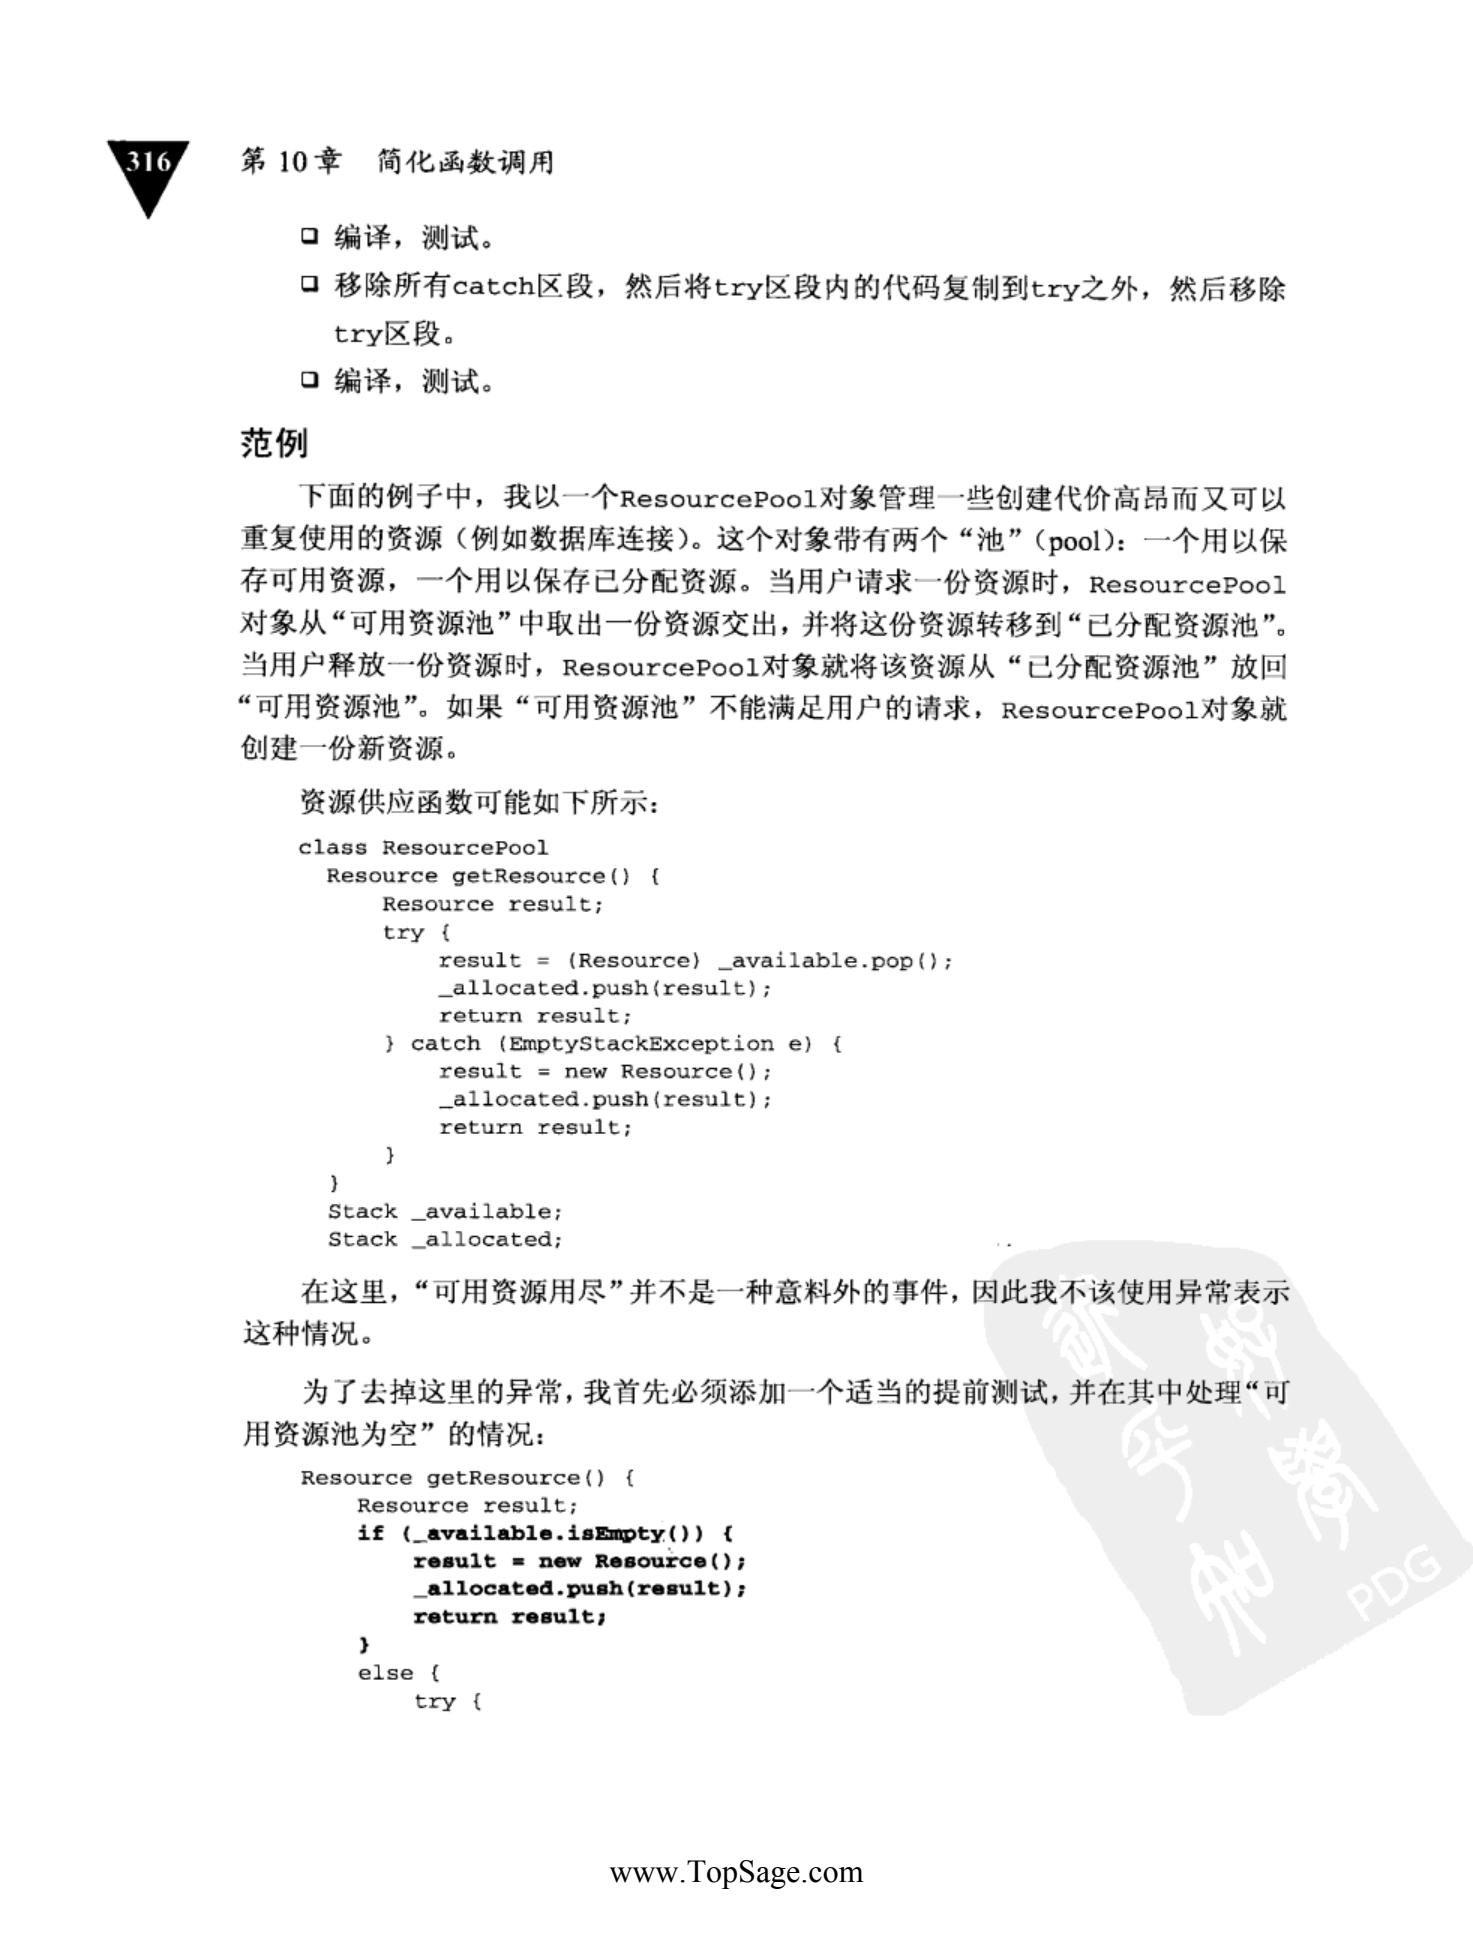 316 第 10 章 简化函数调用
❑ 编译，测试。
❑ 移除所有catch区段，然后将try区段内的代码复制到try之外，然后移除
try区段。
❑ 编译，测试。
范例
下面的例子中，我以一个ResourcePool对象管理一些创建代价高昂而又可以
重复使用的资源（例如数据库连接）。这个对象带有两个“池”（pool）：一个用以保
存可用资源，一个用以保存已分配资源。当用户请求一份资源时，ResourcePool
对象从“可用资源池”中取出一份资源交出，并将这份资源转移到“已分配资源池”。
当用户释放一份资源时，ResourcePool对象就将该资源从“已分配资源池”放回
“可用资源池”。如果“可用资源池”不能满足用户的请求，ResourcePool对象就
创建一份新资源。
资源供应函数可能如下所示：
class ResourcePool
  Resource getResource() {
      Resource result;
      try {
          result = (Resource) _available.pop();
          _allocated.push(result);
          return result;
      } catch (EmptyStackException e) {
          result = new Resource();
          _allocated.push(result);
          return result;
      }
  }
  Stack _available;
  Stack _allocated;
在这里，“可用资源用尽”并不是一种意料外的事件，因此我不该使用异常表示
这种情况。
为了去掉这里的异常，我首先必须添加一个适当的提前测试，并在其中处理“可
用资源池为空”的情况：
Resource getResource() {
    Resource result;
    if (_available.isEmpty()) {
        result = new Resource();
        _allocated.push(result);
        return result;
    }
    else {
        try {
PDG
www.TopSage.com